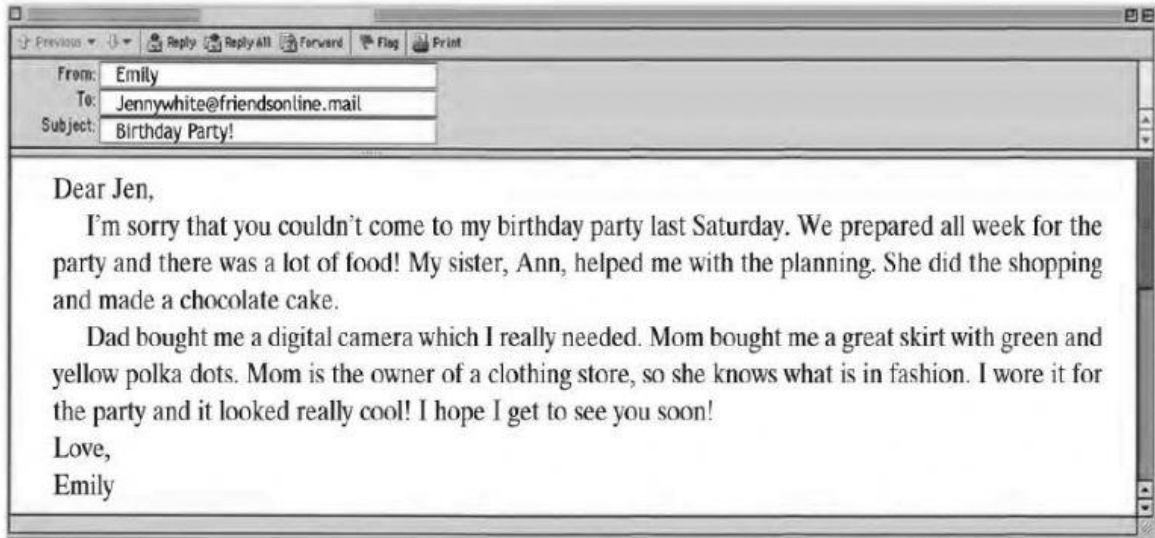 Previous Reply Reply All Forward Flag Print
From: Emily
To: Jennywhite@friendsonline.mail
Subject: Birthday Party!
Dear Jen,
I'm sorry that you couldn't come to my birthday party last Saturday. We prepared all week for the
party and there was a lot of food! My sister, Ann, helped me with the planning. She did the shopping
and made a chocolate cake.
Dad bought me a digital camera which I really needed. Mom bought me a great skirt with green and
yellow polka dots. Mom is the owner of a clothing store, so she knows what is in fashion. I wore it for
the party and it looked really cool! I hope I get to see you soon!
Love,
Emily